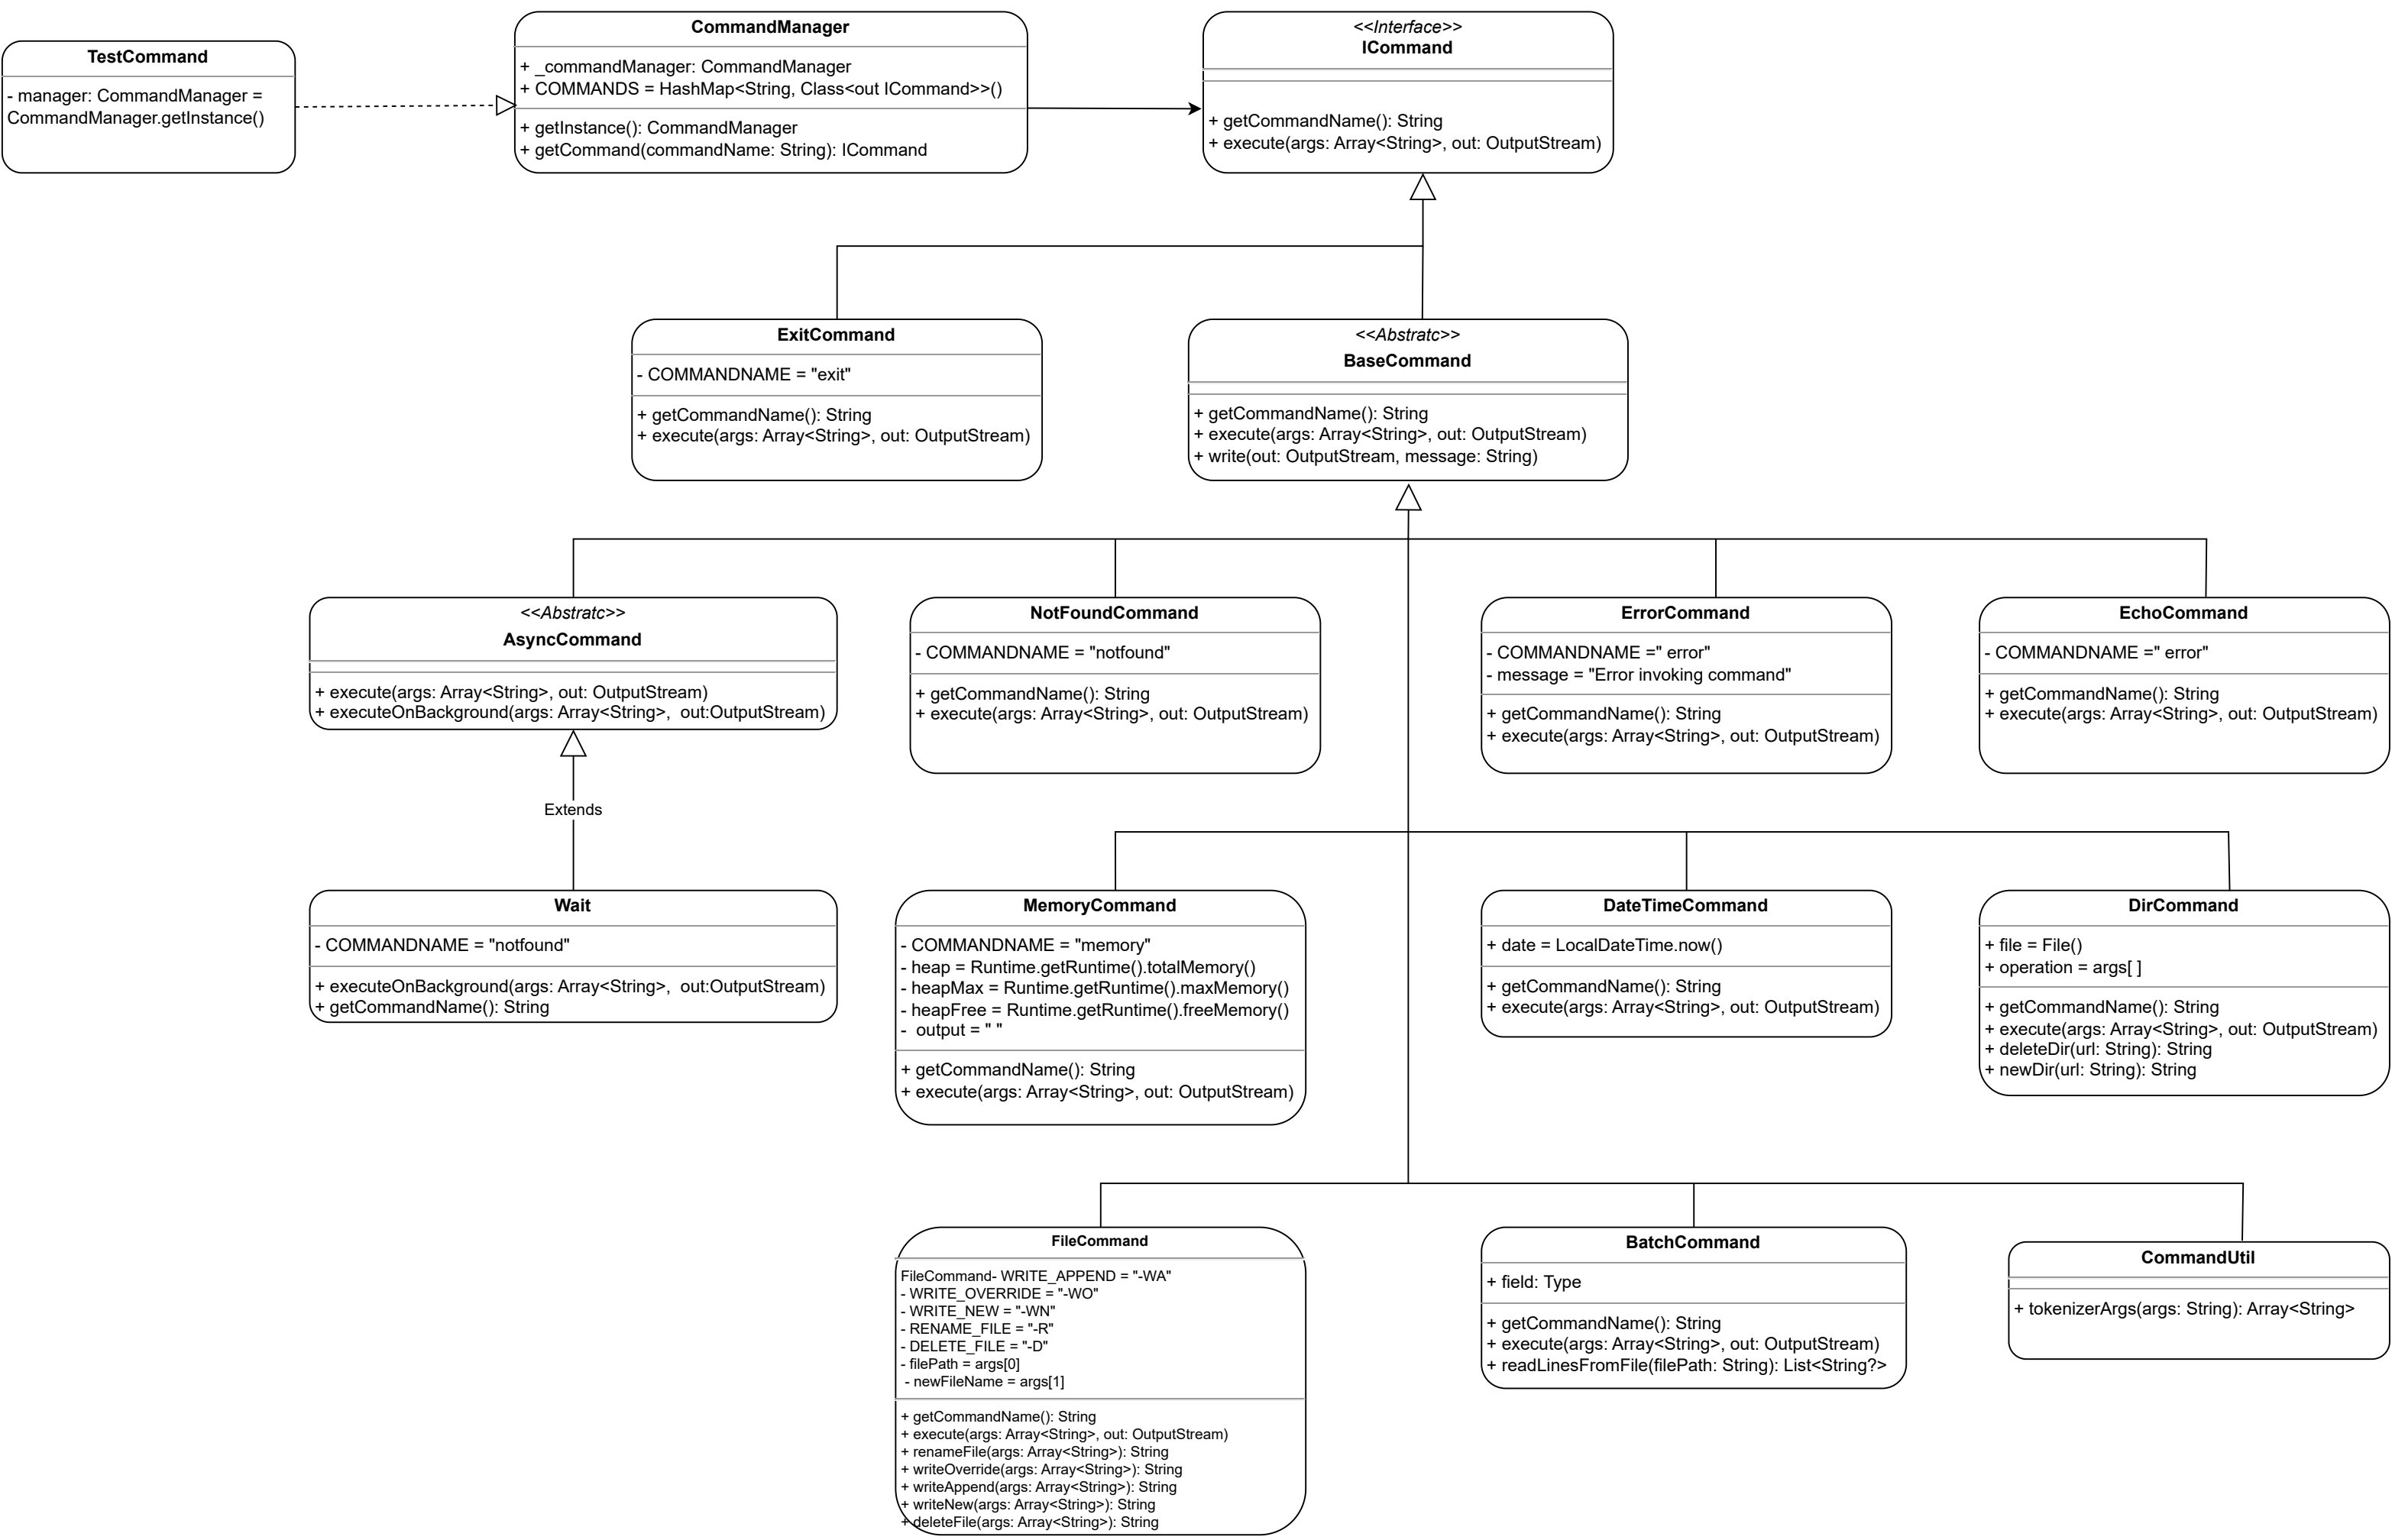 TestCommand
- manager: CommandManager =
CommandManager.getInstance()
CommandManager
+ _commandManager: CommandManager
+ COMMANDS = HashMap<String, Class<out ICommand>>()
+ getInstance(): CommandManager
+ getCommand(commandName: String): ICommand
<<Interface>>
ICommand
+ getCommandName(): String
+ execute(args: Array<String>, out: OutputStream)
ExitCommand
- COMMANDNAME = "exit"
+ getCommandName(): String
+ execute(args: Array<String>, out: OutputStream)
<<Abstratc>>
BaseCommand
+ getCommandName(): String
+ execute(args: Array<String>, out: OutputStream)
+ write(out: OutputStream, message: String)
<<Abstratc>>
AsyncCommand
+ execute(args: Array<String>, out: OutputStream)
+ executeOnBackground(args: Array<String>,  out:OutputStream)
NotFoundCommand
- COMMANDNAME = "notfound"
+ getCommandName(): String
+ execute(args: Array<String>, out: OutputStream)
ErrorCommand
- COMMANDNAME =" error"
- message = "Error invoking command"
+ getCommandName(): String
+ execute(args: Array<String>, out: OutputStream)
EchoCommand
- COMMANDNAME =" error"
+ getCommandName(): String
+ execute(args: Array<String>, out: OutputStream)
Extends
Wait
- COMMANDNAME = "notfound"
+ executeOnBackground(args: Array<String>,  out:OutputStream)
+ getCommandName(): String
MemoryCommand
- COMMANDNAME = "memory"
- heap = Runtime.getRuntime().totalMemory()
- heapMax = Runtime.getRuntime().maxMemory()
- heapFree = Runtime.getRuntime().freeMemory()
-  output = " "
+ getCommandName(): String
+ execute(args: Array<String>, out: OutputStream)
DateTimeCommand
+ date = LocalDateTime.now()
+ getCommandName(): String
+ execute(args: Array<String>, out: OutputStream)
DirCommand
+ file = File()
+ operation = args[ ]
+ getCommandName(): String
+ execute(args: Array<String>, out: OutputStream)
+ deleteDir(url: String): String
+ newDir(url: String): String
FileCommand
FileCommand- WRITE_APPEND = "-WA"
- WRITE_OVERRIDE = "-WO"
- WRITE_NEW = "-WN"
- RENAME_FILE = "-R"
- DELETE_FILE = "-D"
- filePath = args[0]
- newFileName = args[1]
+ getCommandName(): String
+ execute(args: Array<String>, out: OutputStream)
+ renameFile(args: Array<String>): String
+ writeOverride(args: Array<String>): String
+ writeAppend(args: Array<String>): String
+ writeNew(args: Array<String>): String
+ deleteFile(args: Array<String>): String
BatchCommand
+ field: Type
+ getCommandName(): String
+ execute(args: Array<String>, out: OutputStream)
+ readLinesFromFile(filePath: String): List<String?>
CommandUtil
+ tokenizerArgs(args: String): Array<String>